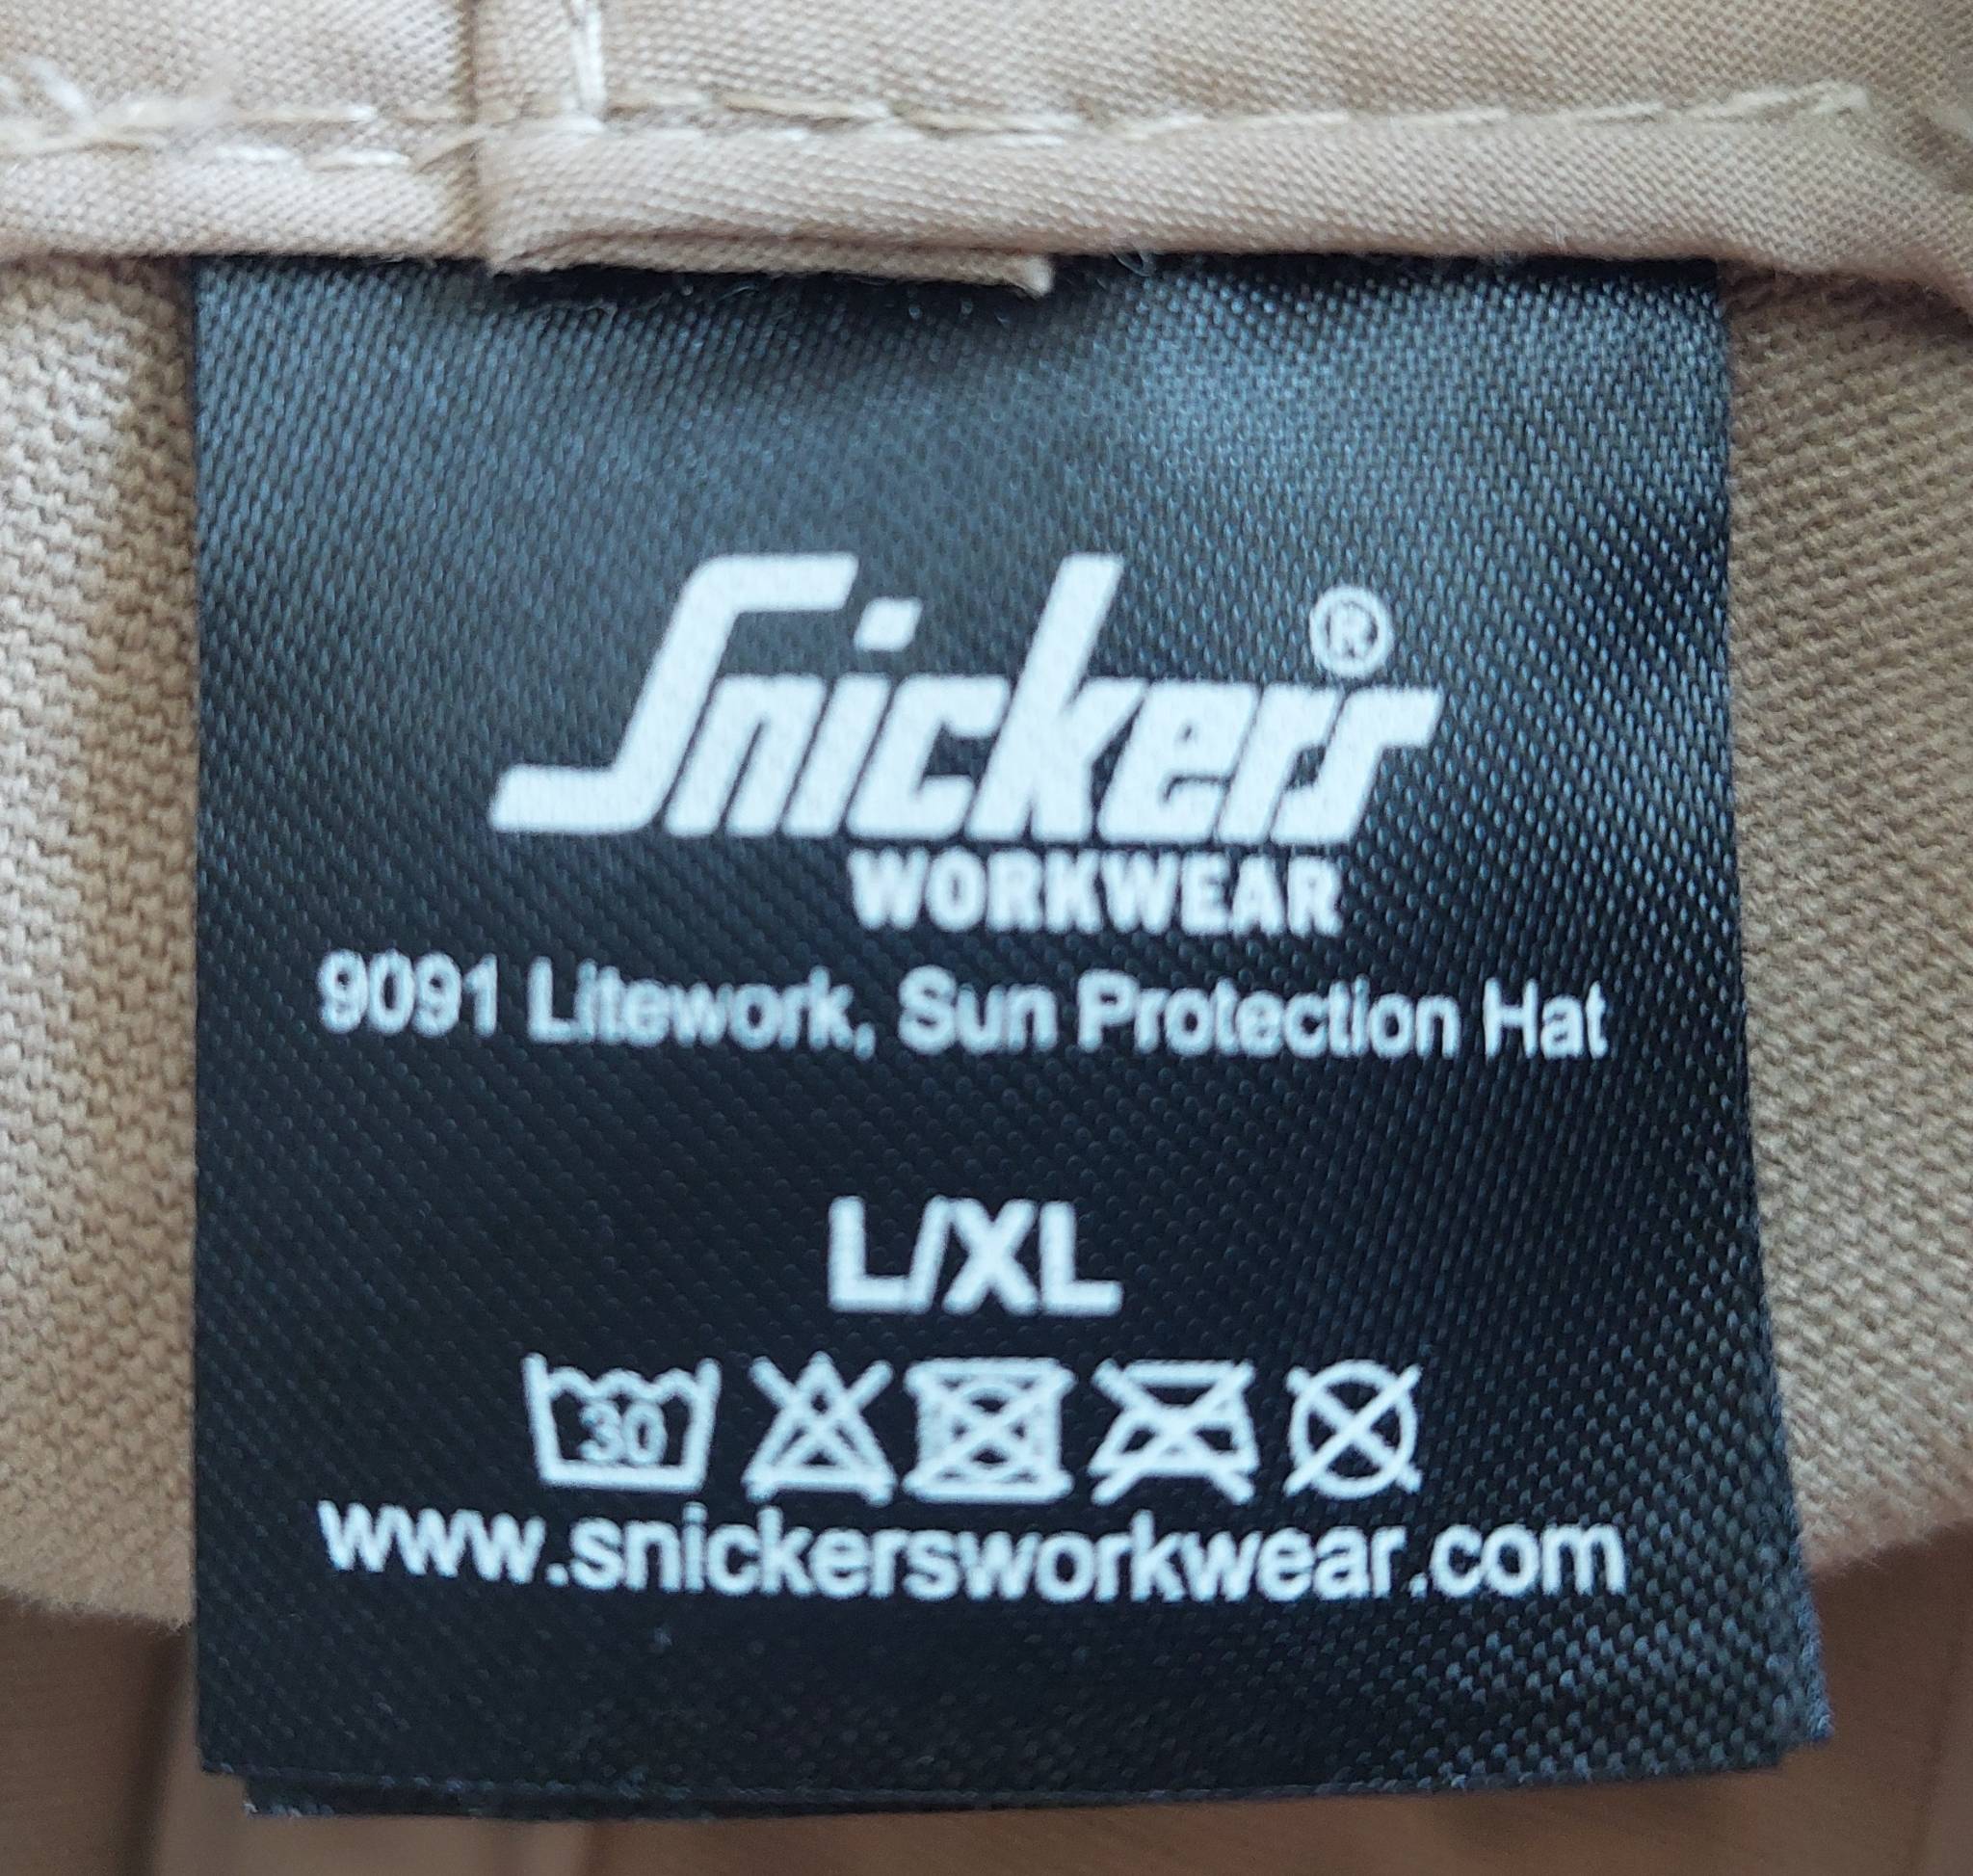 Snickers®
WORKWEAR
9091 Litework, Sun Protection Hat
L/XL
30
www.snickersworkwear.com